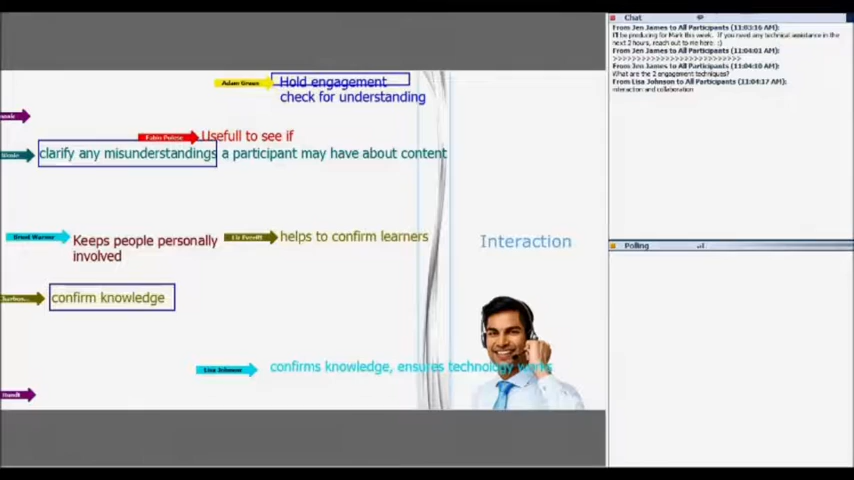 Adam Green
Hold engagement
check for understanding
Usefull to see if
clarify any misunderstandings a participant may have about content
Keeps people personally
involved
helps to confirm learners
Interaction
confirm knowledge
Lisa Johnson
confirms knowledge, ensures technology works
Chat
From Jen James to All Participants (11:03:16 AM):
I'll be producing for Mark this week. If you need any technical assistance in the
next 2 hours, reach out to me here. :)
From Jen James to All Participants (11:04:01 AM):
>>>>>>>>>>>>>>>>>>>>>>>>>>>>>>
From Jen James to All Participants (11:04:10 AM):
What are the 2 engagement techniques?
From Lisa Johnson to All Participants (11:04:17 AM):
interaction and collaboration
Polling